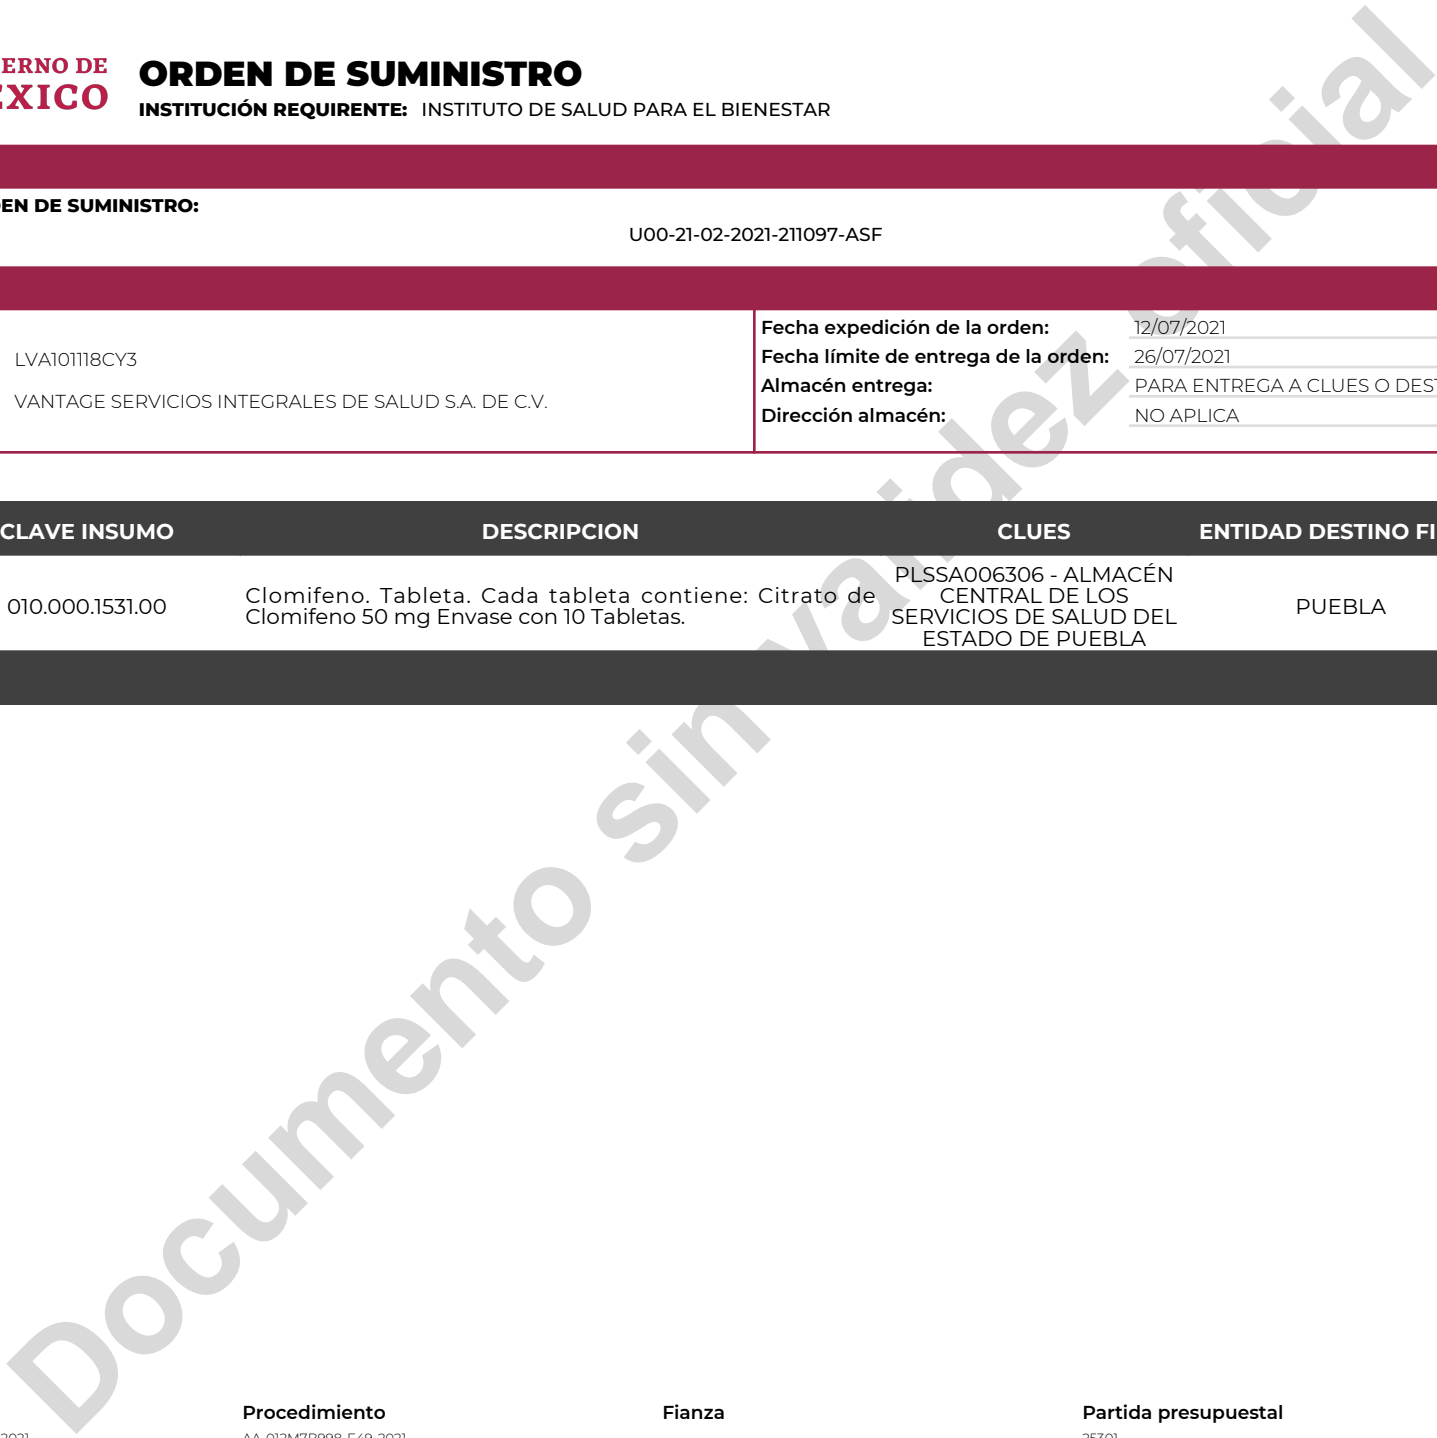 ERNO DE
ÉXICO
ORDEN DE SUMINISTRO
INSTITUCIÓN REQUIRENTE: INSTITUTO DE SALUD PARA EL BIENESTAR
EN DE SUMINISTRO:
U00-21-02-2021-211097-ASF
LVA101118CY3
VANTAGE SERVICIOS INTEGRALES DE SALUD S.A. DE C.V.
Fecha expedición de la orden: 12/07/2021
Fecha límite de entrega de la orden: 26/07/2021
Almacén entrega: PARA ENTREGA A CLUES O DEST
Dirección almacén: NO APLICA
CLAVE INSUMO DESCRIPCION CLUES ENTIDAD DESTINO FI
010.000.1531.00
Clomifeno. Tableta. Cada tableta contiene: Citrato de
Clomifeno 50 mg Envase con 10 Tabletas.
PLSSA006306 - ALMACÉN
CENTRAL DE LOS
SERVICIOS DE SALUD DEL
ESTADO DE PUEBLA
PUEBLA
Documento sin validez oficial
Procedimiento Fianza Partida presupuestal